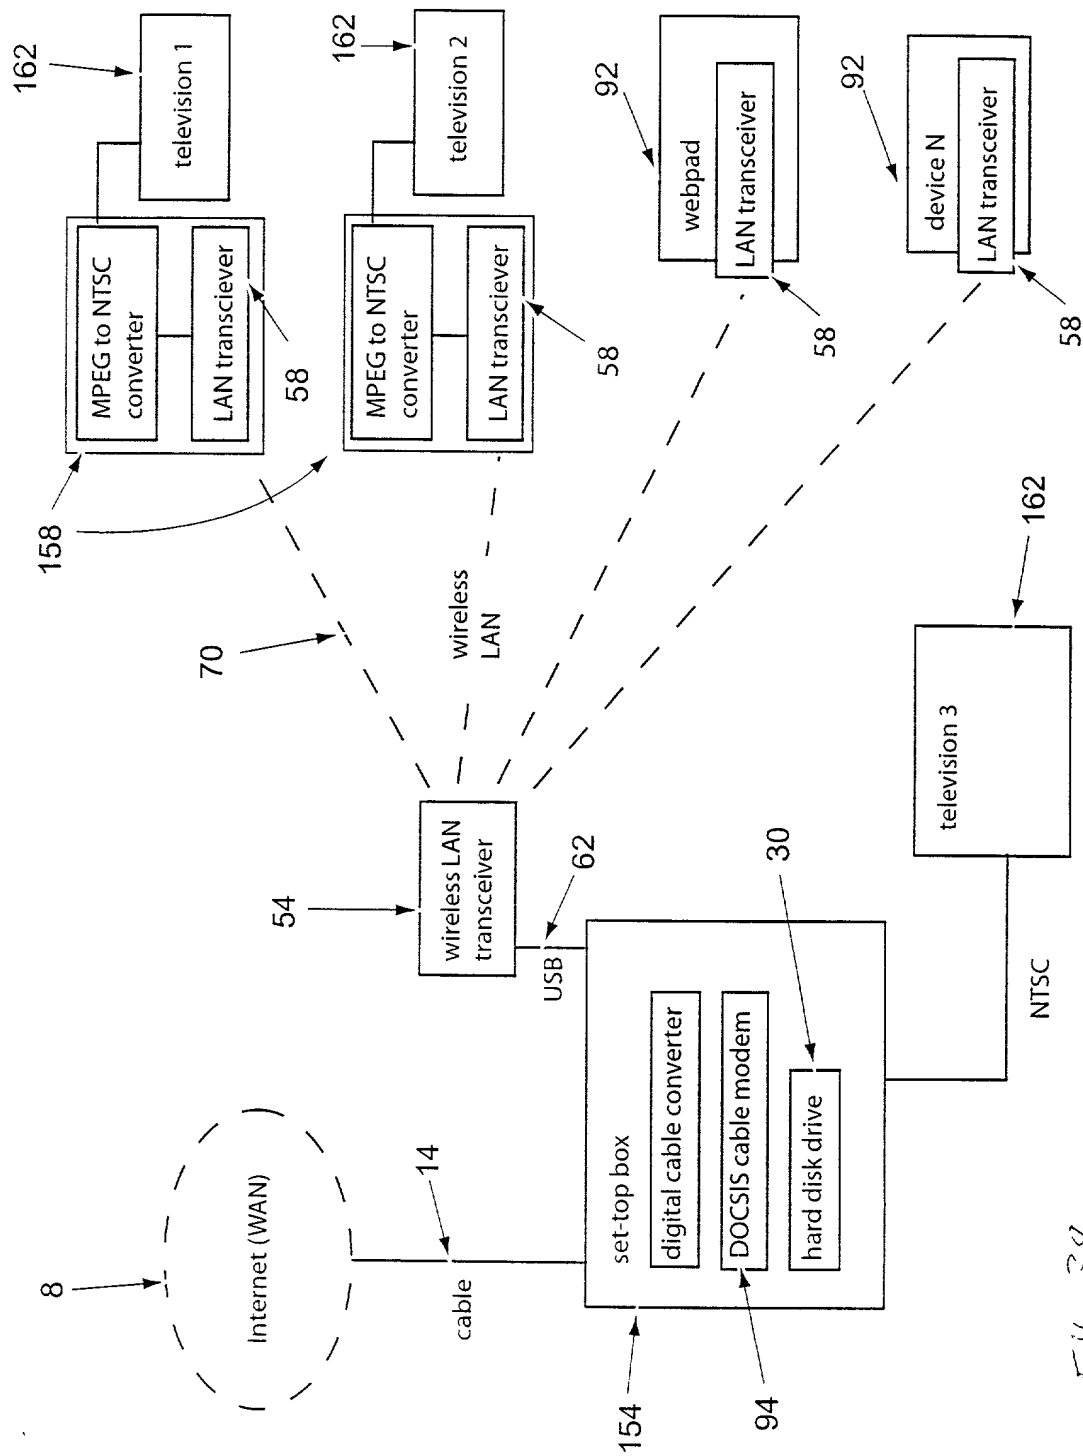 8
Internet (WAN)
14
cable
154
set-top box
digital cable converter
DOCSIS cable modem
hard disk drive
94
30
USB
62
54
wireless LAN
transceiver
NTSC
television 3
162
70
wireless
LAN
158
MPEG to NTSC
converter
LAN transciever
58
television 1
162
MPEG to NTSC
converter
LAN transciever
58
television 2
162
webpad
LAN transceiver
92
58
device N
LAN transceiver
92
58